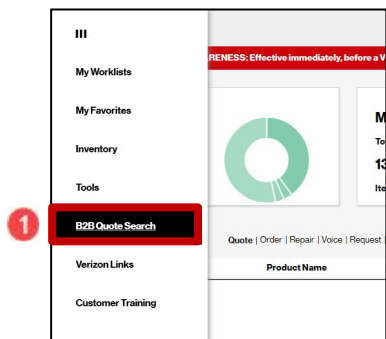 My Worklists
My Favorites
Inventory
Tools
1
B2B Quote Search
Verizon Links
Customer Training
RENESS: Effective immediately, before a V
M
To
13
Ite
Quote | Order | Repair | Voice | Request |
Product Name